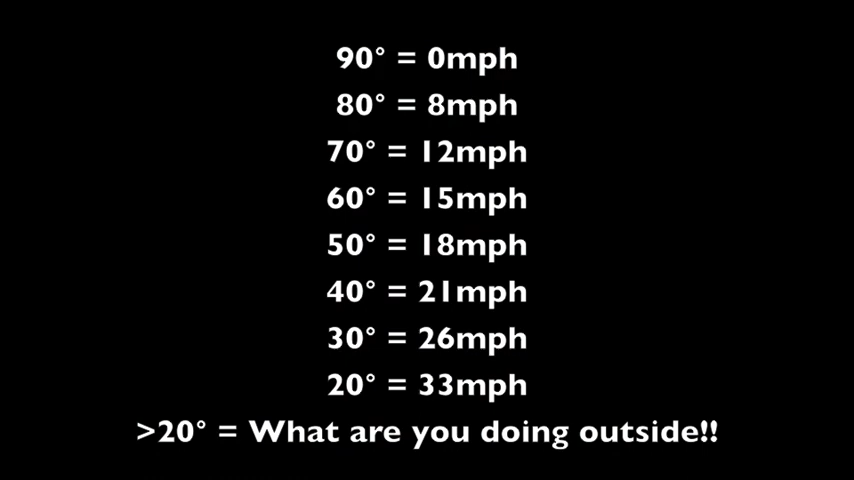 90° = 0mph
80° = 8mph
70° = 12mph
60° = 15mph
50° = 18mph
40° = 21mph
30° = 26mph
20° = 33mph
>20° = What are you doing outside!!